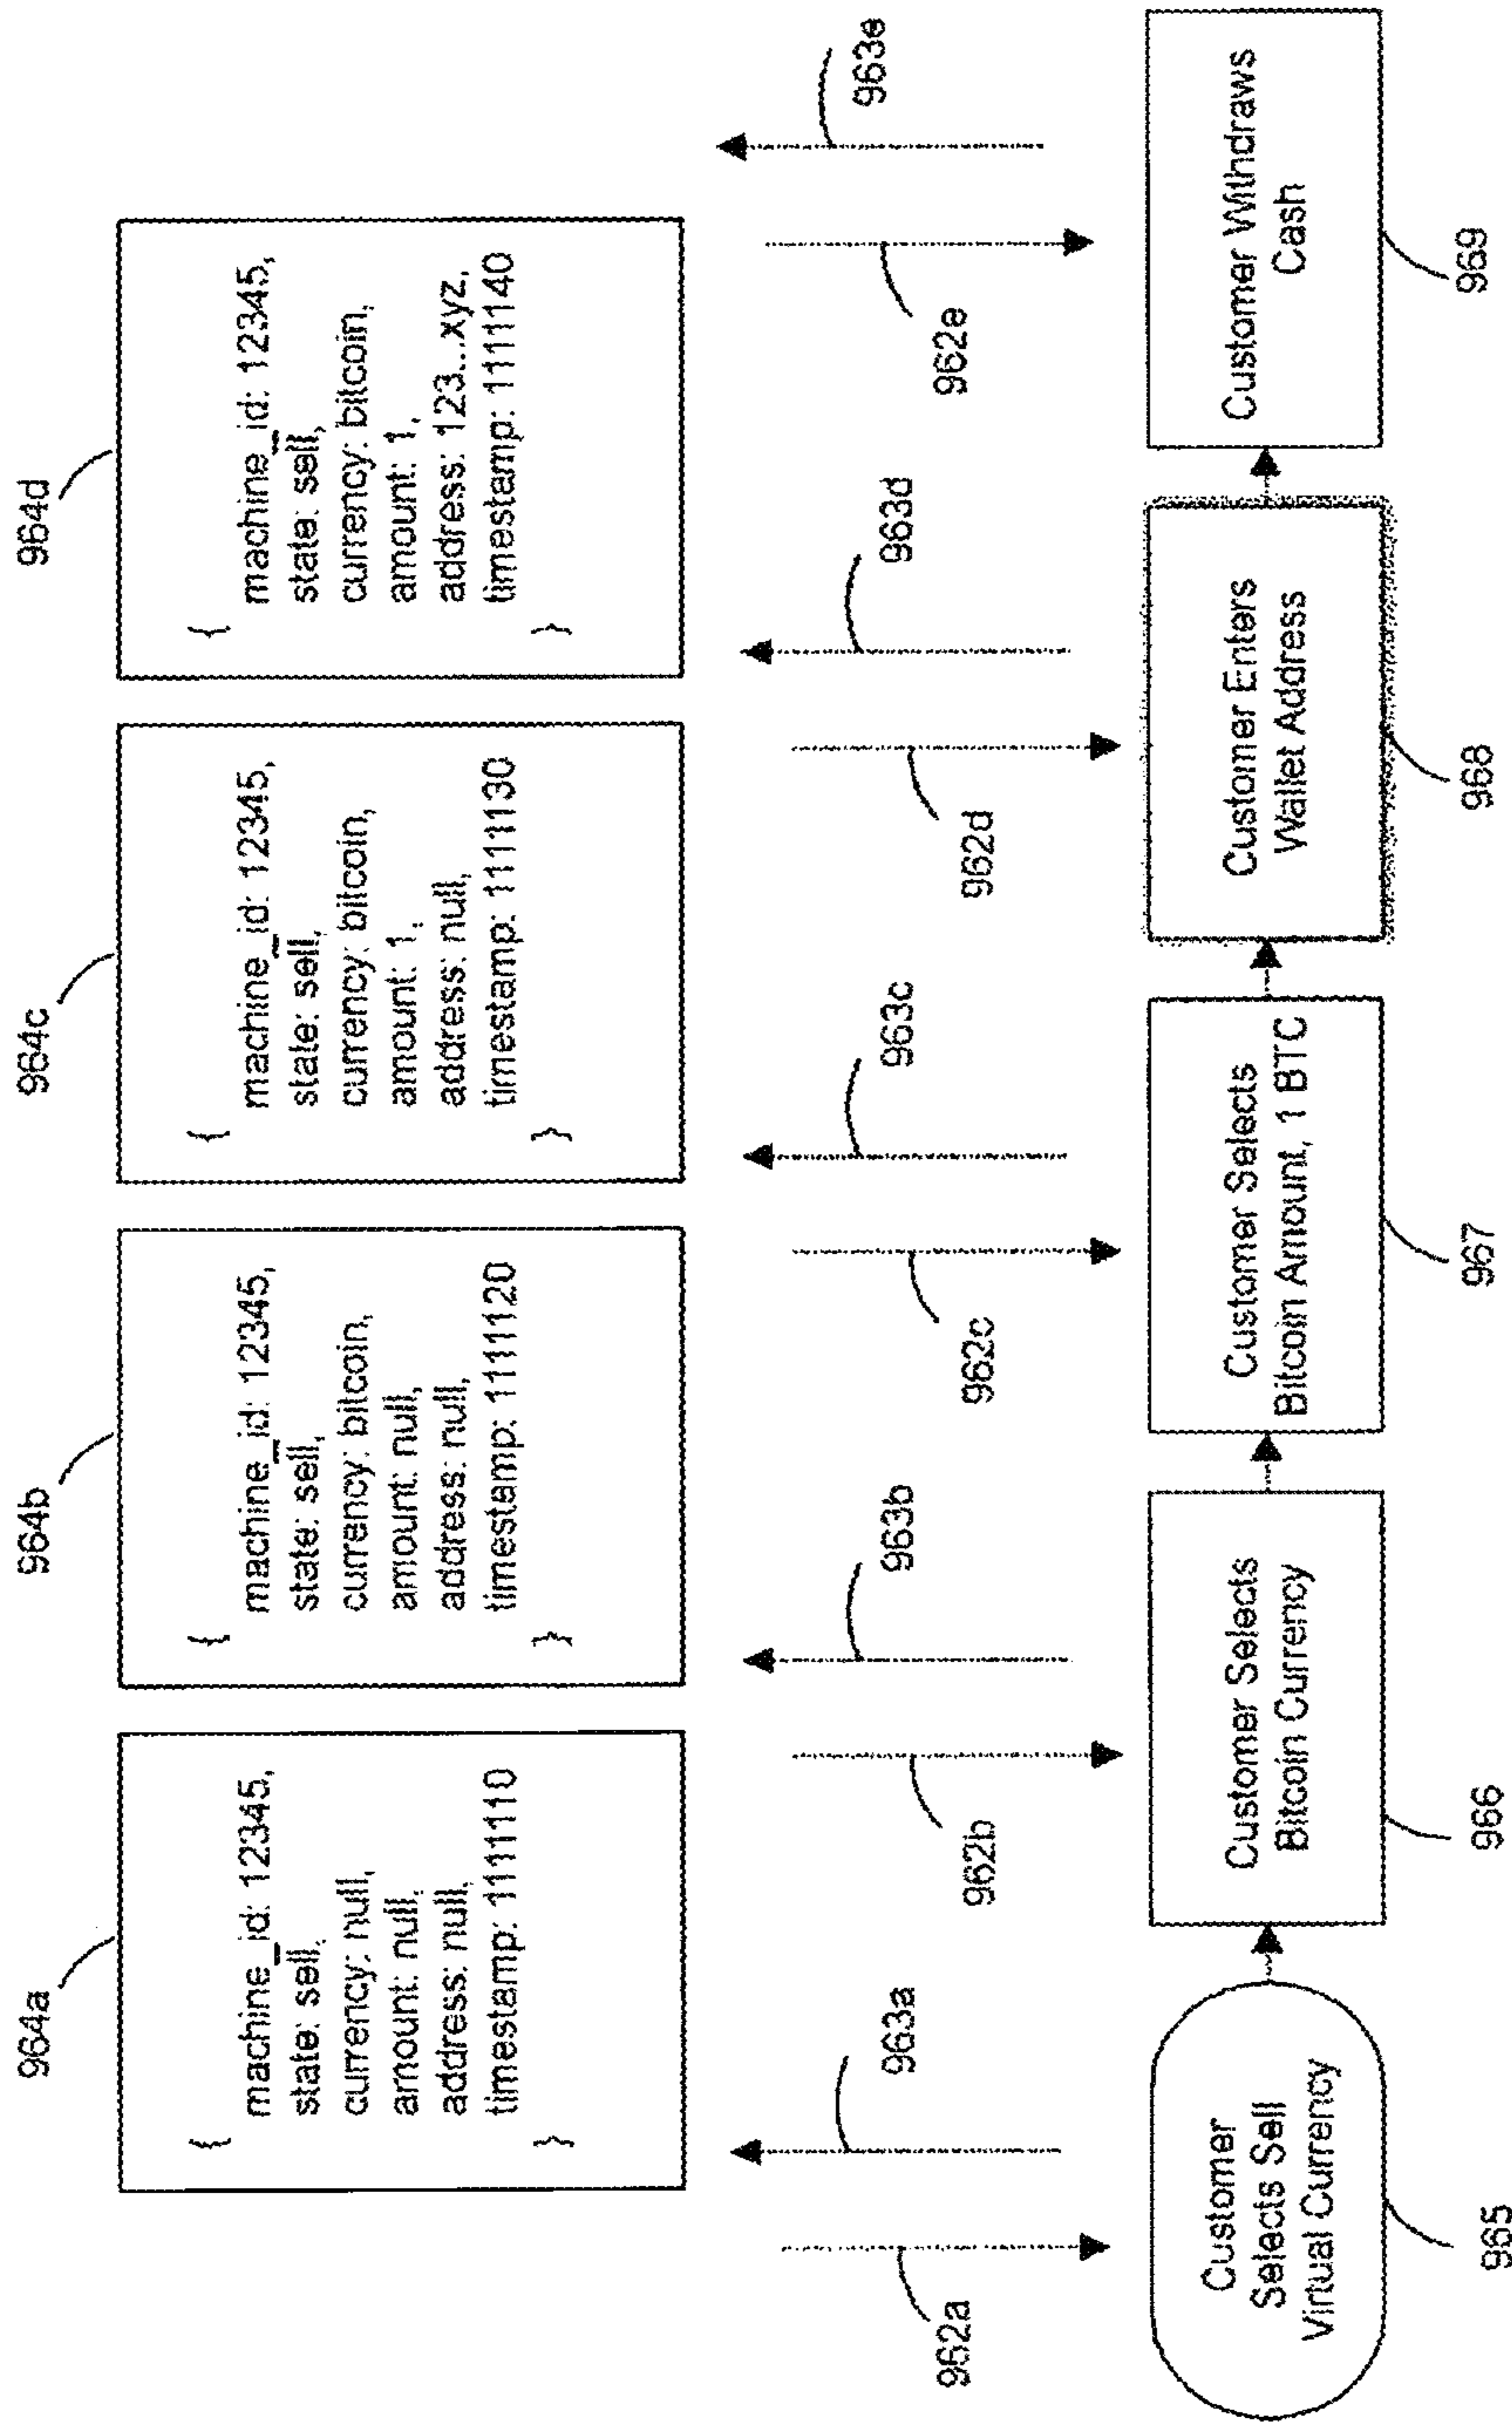 964a
{
machine_id: 12345,
state: sell,
currency: null,
amount: null,
address: null,
timestamp: 1111110
}
964b
{
machine_id: 12345,
state: sell,
currency: bitcoin,
amount: null,
address: null,
timestamp: 1111120
}
964c
{
machine_id: 12345,
state: sell,
currency: bitcoin,
amount: 1,
address: null,
timestamp: 1111130
}
964d
{
machine_id: 12345,
state: sell,
currency: bitcoin,
amount: 1,
address: 123...xyz,
timestamp: 1111140
}
962a
963a
962b
963b
962c
963c
962d
963d
962e
963e
Customer
Selects Sell
Virtual Currency
965
Customer Selects
Bitcoin Currency
966
Customer Selects
Bitcoin Amount, 1 BTC
967
Customer Enters
Wallet Address
968
Customer Withdraws
Cash
969